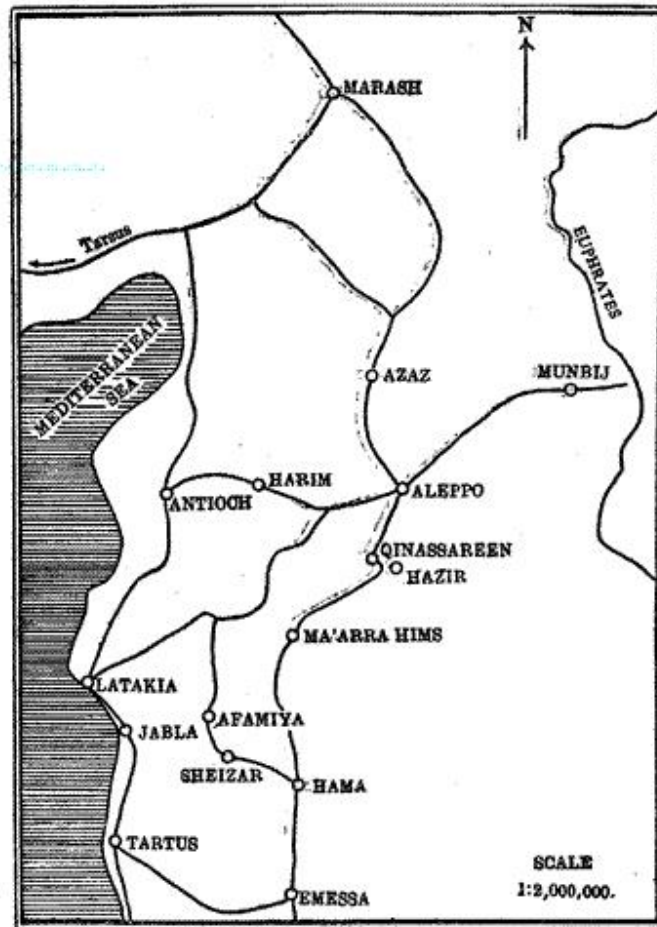 N
MARASH
Tarsus
EUPHRATES
MEDITERRANEAN
SEA
AZAZ
MUNBIJ
HARIM
ANTIOCH
ALEPPO
QINASSAREEN
HAZIR
MA'ARRA HIMS
LATAKIA
AFAMIYA
JABLA
SHEIZAR
HAMA
TARTUS
SCALE
1:2,000,000.
EMESSA